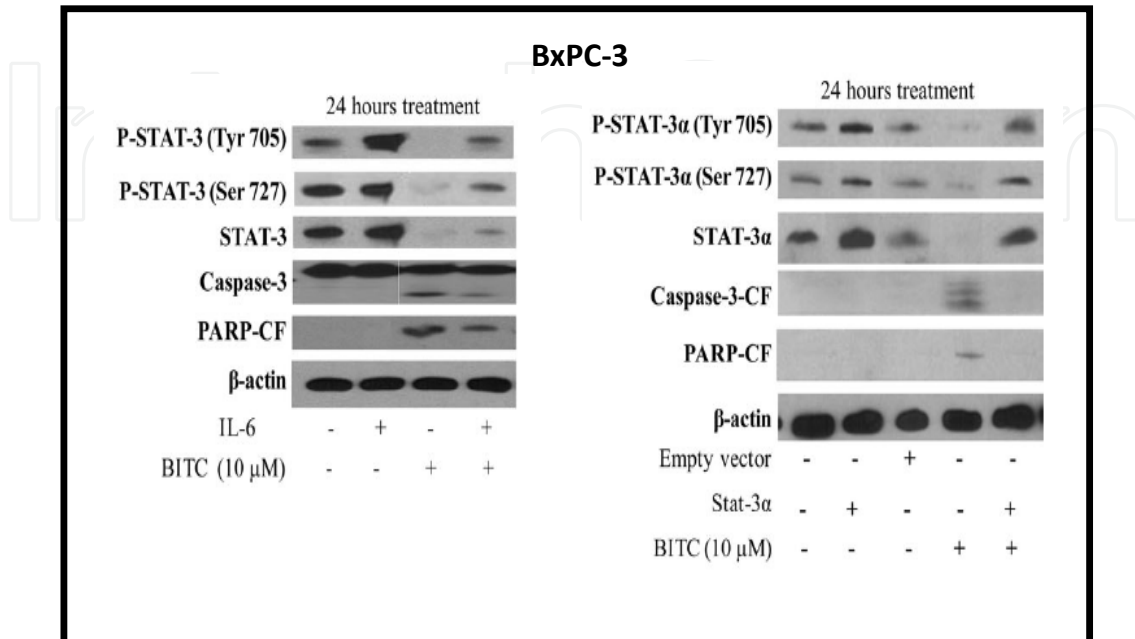 BxPC-3
24 hours treatment
P-STAT-3 (Tyr 705)
P-STAT-3 (Ser 727)
STAT-3
Caspase-3
PARP-CF
β-actin
IL-6 - + - +
BITC (10 μM) - - + +
24 hours treatment
P-STAT-3α (Tyr 705)
P-STAT-3α (Ser 727)
STAT-3α
Caspase-3-CF
PARP-CF
β-actin
Empty vector - - + - -
Stat-3α - + - - +
BITC (10 μM) - - - + +